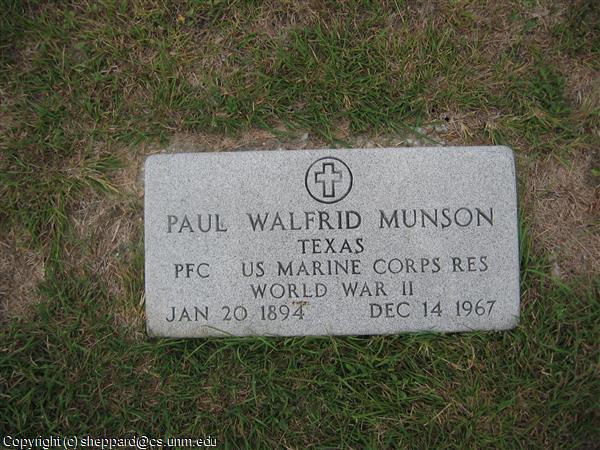 PAUL WALFRID MUNSON
TEXAS
PFC US MARINE CORPS RES
WORLD WAR II
JAN 20 1894 DEC 14 1967
Copyright (c) sheppard@cs.unm.edu